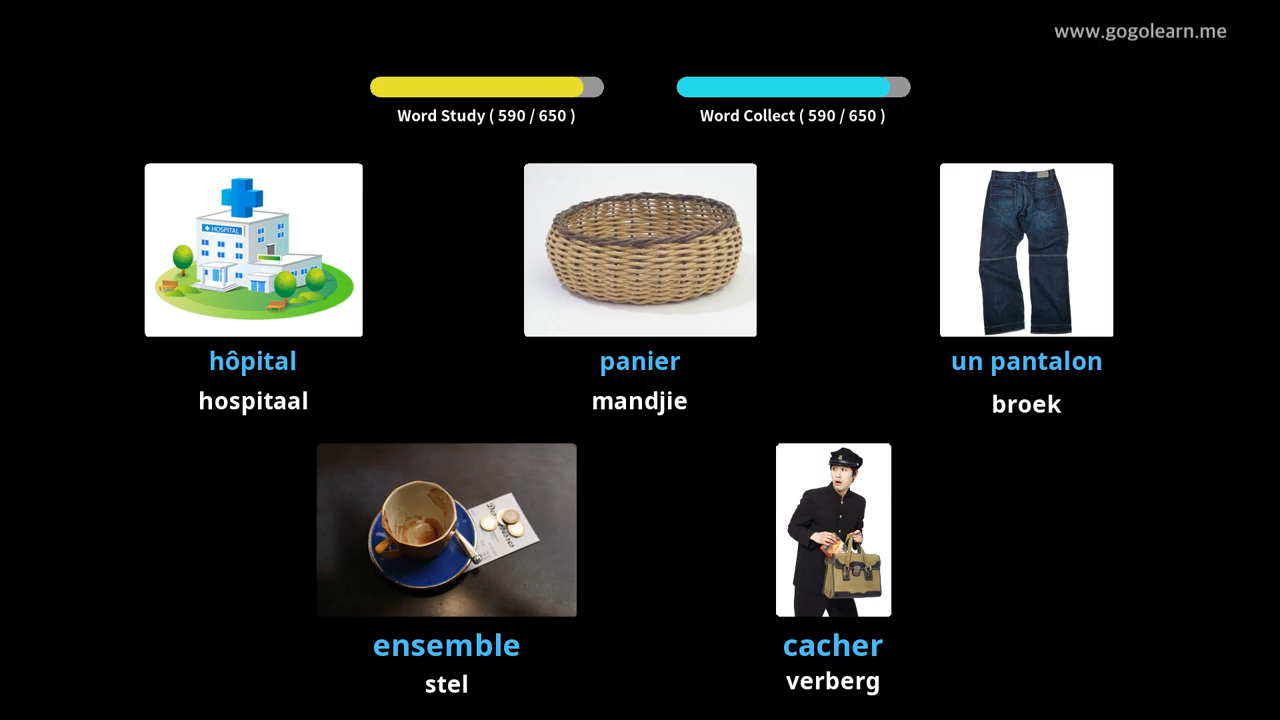 www.gogolearn.me
Word Study ( 590 / 650 )
Word Collect ( 590 / 650 )
HOSPITAL
hôpital
panier
un pantalon
hospitaal
mandjie
broek
ensemble
cacher
stel
verberg